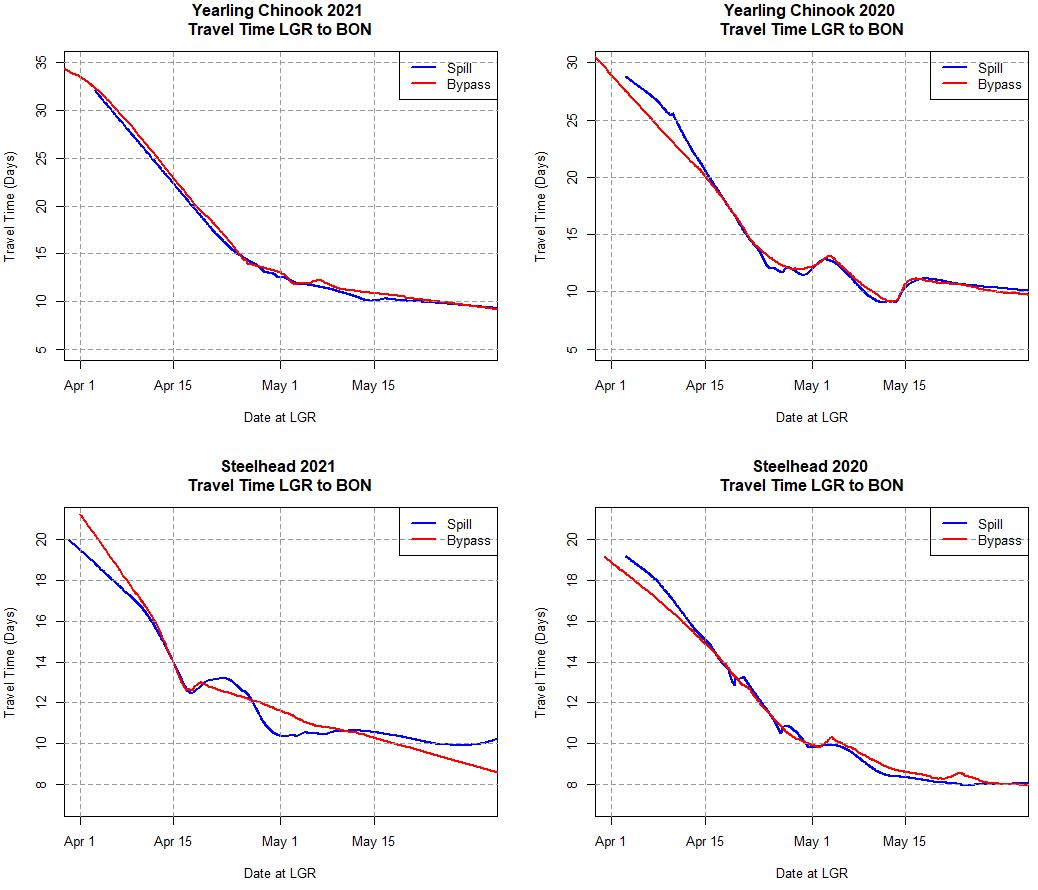 Yearling Chinook 2021
Travel Time LGR to BON
Travel Time (Days)
35
30
25
20
15
10
5
Spill
Bypass
Apr 1
Apr 15
May 1
May 15
Date at LGR
Yearling Chinook 2020
Travel Time LGR to BON
Travel Time (Days)
30
25
20
15
10
5
Spill
Bypass
Apr 1
Apr 15
May 1
May 15
Date at LGR
Steelhead 2021
Travel Time LGR to BON
Travel Time (Days)
20
18
16
14
12
10
8
Spill
Bypass
Apr 1
Apr 15
May 1
May 15
Date at LGR
Steelhead 2020
Travel Time LGR to BON
Travel Time (Days)
20
18
16
14
12
10
8
Spill
Bypass
Apr 1
Apr 15
May 1
May 15
Date at LGR